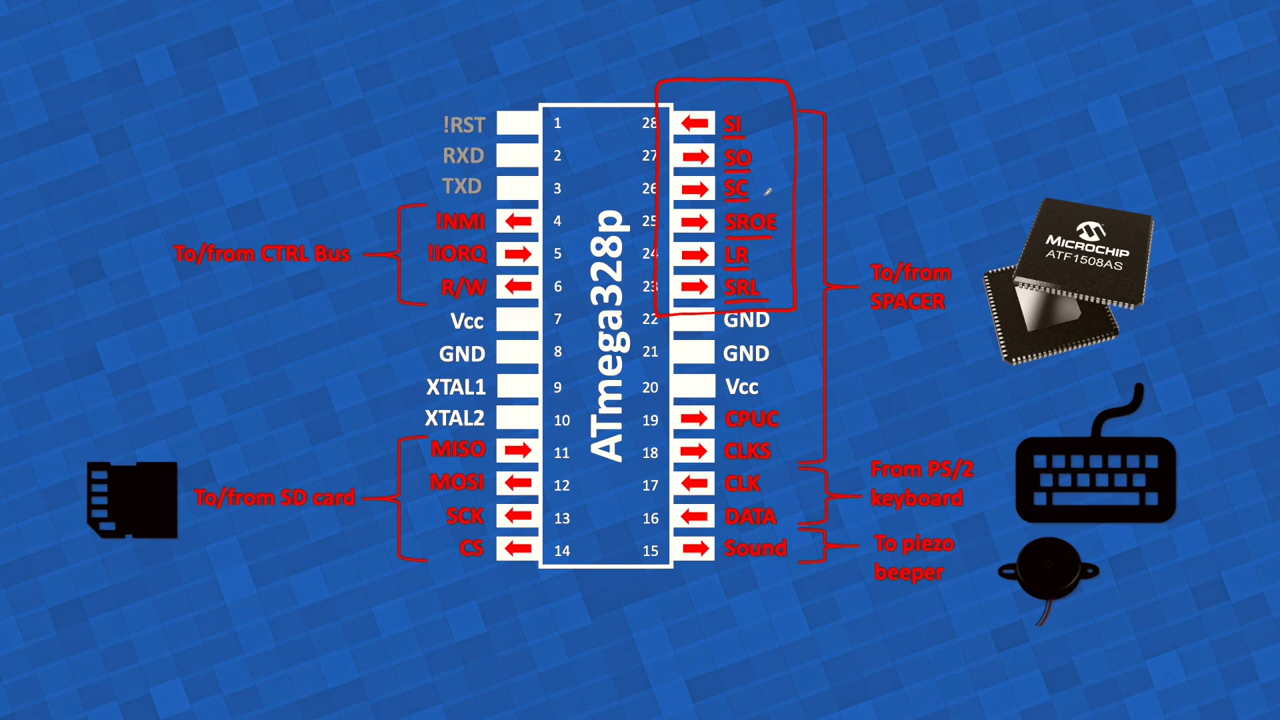 !RST 1 28 SI
RXD 2 27 SO
TXD 3 26 SC
!NMI 4 25 SROE
!IORQ 5 24 LR
R/W 6 23 SRL
Vcc 7 22 GND
GND 8 21 GND
XTAL1 9 20 Vcc
XTAL2 10 19 CPUC
MISO 11 18 CLKS
MOSI 12 17 CLK
SCK 13 16 DATA
CS 14 15 Sound
ATmega328p
To/from CTRL Bus
To/from SD card
To/from
SPACER
From PS/2
keyboard
To piezo
beeper
MICROCHIP
ATF1508AS